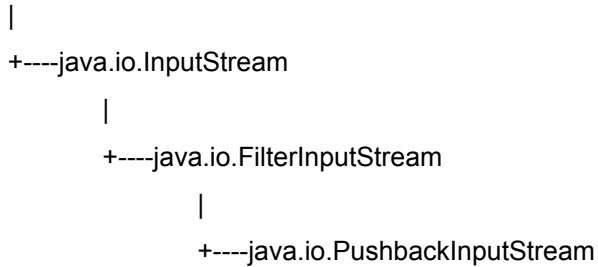 |
+----java.io.InputStream
|
+----java.io.FilterInputStream
|
+----java.io.PushbackInputStream